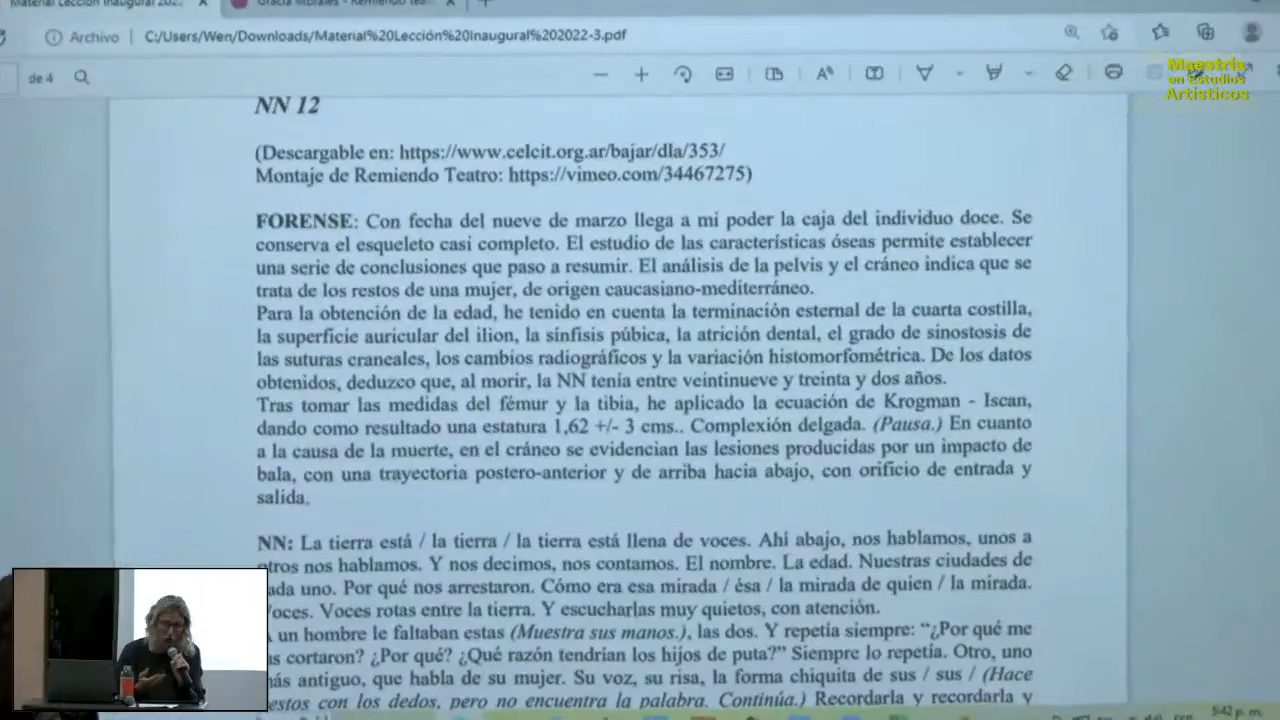 Material Lección Inaugural 202
Gracia Morales - Remiendo Tea
Archivo
C:/Users/Wen/Downloads/Material%20Lección%20Inaugural%202022-3.pdf
de 4
Maestría
en Estudios
Artísticos
NN 12
(Descargable en: https://www.celcit.org.ar/bajar/dla/353/
Montaje de Remiendo Teatro: https://vimeo.com/34467275)
FORENSE: Con fecha del nueve de marzo llega a mi poder la caja del individuo doce. Se
conserva el esqueleto casi completo. El estudio de las características óseas permite establecer
una serie de conclusiones que paso a resumir. El análisis de la pelvis y el cráneo indica que se
trata de los restos de una mujer, de origen caucasiano-mediterráneo.
Para la obtención de la edad, he tenido en cuenta la terminación esternal de la cuarta costilla,
la superficie auricular del ilion, la sínfisis púbica, la atrición dental, el grado de sinostosis de
las suturas craneales, los cambios radiográficos y la variación histomorfométrica. De los datos
obtenidos, deduzco que, al morir, la NN tenía entre veintinueve y treinta y dos años.
Tras tomar las medidas del fémur y la tibia, he aplicado la ecuación de Krogman - Iscan,
dando como resultado una estatura 1,62 +/- 3 cms.. Complexión delgada. (Pausa.) En cuanto
a la causa de la muerte, en el cráneo se evidencian las lesiones producidas por un impacto de
bala, con una trayectoria postero-anterior y de arriba hacia abajo, con orificio de entrada y
salida.
NN: La tierra está / la tierra / la tierra está llena de voces. Ahí abajo, nos hablamos, unos a
otros nos hablamos. Y nos decimos, nos contamos. El nombre. La edad. Nuestras ciudades de
ada uno. Por qué nos arrestaron. Cómo era esa mirada / ésa / la mirada de quien / la mirada.
oces. Voces rotas entre la tierra. Y escucharlas muy quietos, con atención.
un hombre le faltaban estas (Muestra sus manos.), las dos. Y repetía siempre: “¿Por qué me
s cortaron? ¿Por qué? ¿Qué razón tendrían los hijos de puta?” Siempre lo repetía. Otro, uno
ás antiguo, que habla de su mujer. Su voz, su risa, la forma chiquita de sus / sus / (Hace
estos con los dedos, pero no encuentra la palabra. Continúa.) Recordarla y recordarla y
5:42 p. m.